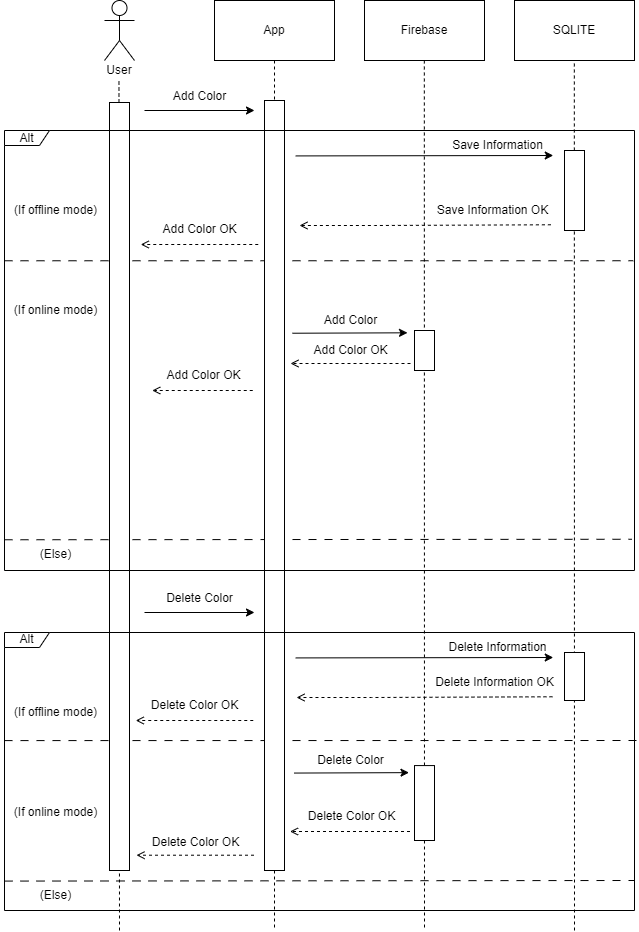 User
App
Firebase
SQLITE
Add Color
Alt
Save Information
(If offline mode)
Save Information OK
Add Color OK
(If online mode)
Add Color
Add Color OK
Add Color OK
(Else)
Delete Color
Alt
Delete Information
Delete Information OK
Delete Color OK
(If offline mode)
Delete Color
(If online mode)
Delete Color OK
Delete Color OK
(Else)